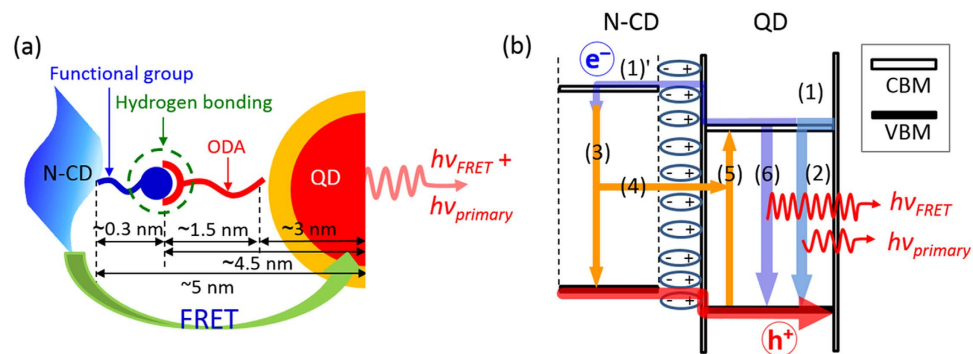 (a)
Functional group
Hydrogen bonding
ODA
N-CD
QD
hν_FRET +
hν_primary
~0.3 nm
~1.5 nm
~3 nm
~4.5 nm
~5 nm
FRET
(b)
N-CD
QD
e⁻
(1)'
(1)
(3)
(4)
(5)
(6)
(2)
- +
- +
- +
- +
- +
- +
- +
- +
- +
- +
- +
hν_FRET
hν_primary
h⁺
CBM
VBM